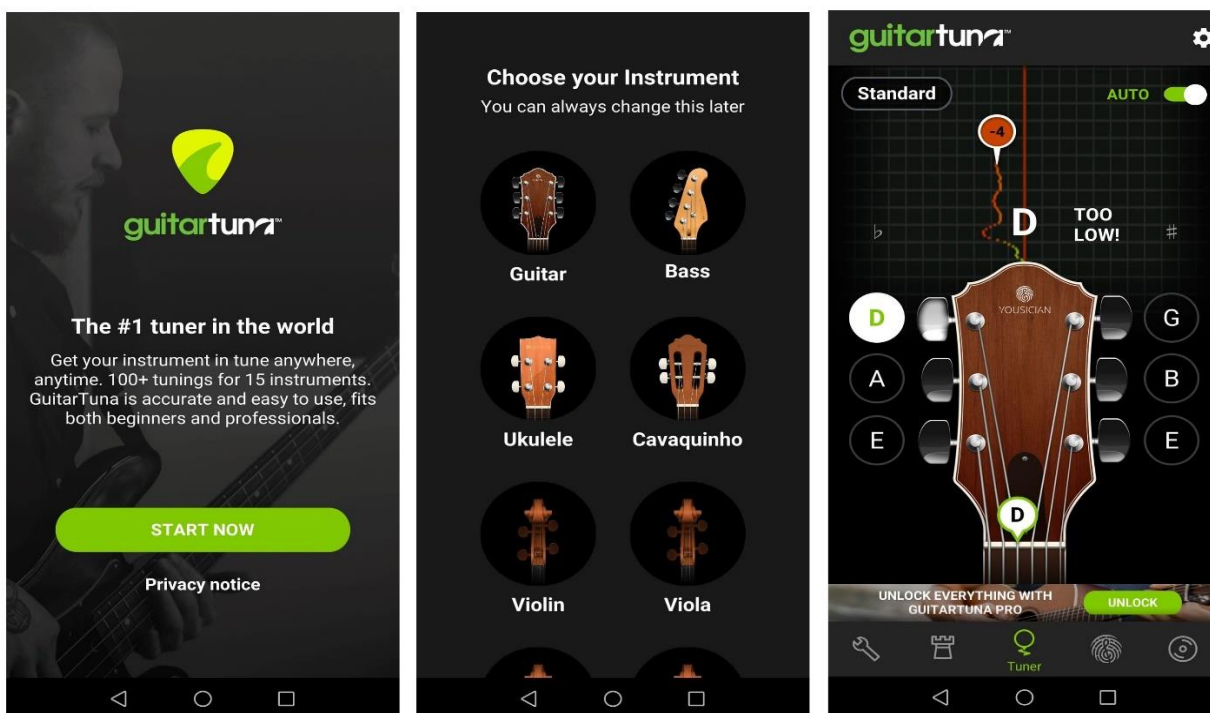 guitartuna™
The #1 tuner in the world
Get your instrument in tune anywhere,
anytime. 100+ tunings for 15 instruments.
GuitarTuna is accurate and easy to use, fits
both beginners and professionals.
START NOW
Privacy notice
Choose your Instrument
You can always change this later
Guitar
Bass
Ukulele
Cavaquinho
Violin
Viola
guitartuna™
Standard
AUTO
-4
D
TOO
LOW!
♭
♯
YOUSICIAN
D
G
A
B
E
E
D
UNLOCK EVERYTHING WITH
GUITARTUNA PRO
UNLOCK
Tuner